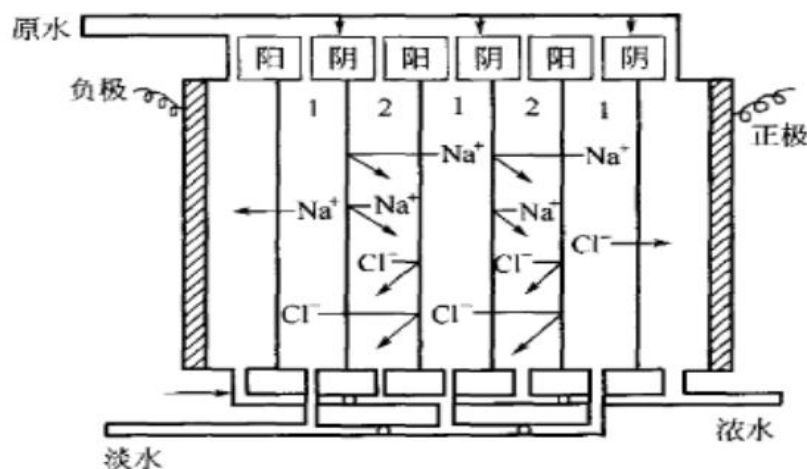 原水
阳 阴 阳 阴 阳 阴
负极
正极
1 2 1 2 1
Na⁺ Na⁺
Na⁺ Na⁺ Na⁺
Cl⁻
Cl⁻ Cl⁻
Cl⁻ Cl⁻
浓水
淡水